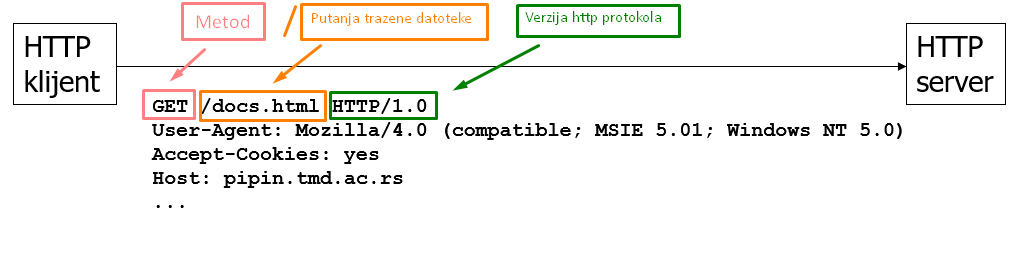 Metod
Putanja trazene datoteke
Verzija http protokola
HTTP
klijent
HTTP
server
GET /docs.html HTTP/1.0
User-Agent: Mozilla/4.0 (compatible; MSIE 5.01; Windows NT 5.0)
Accept-Cookies: yes
Host: pipin.tmd.ac.rs
...